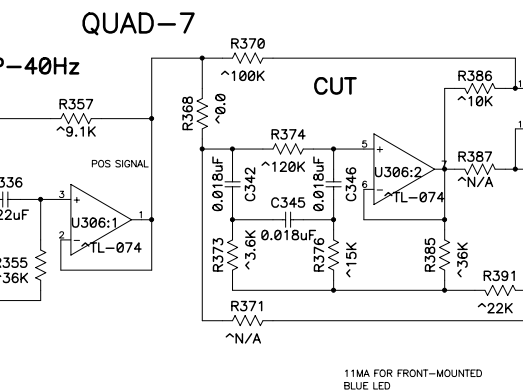 QUAD-7
P-40Hz
R370
^100K
CUT
R386
^10K
R357
^9.1K
R368
^0.0
R374
^120K
POS SIGNAL
R387
^N/A
336
22uF
3
+
U306:1
1
2
-
^TL-074
0.018uF
C342
0.018uF
C346
5
+
U306:2
7
6
-
^TL-074
C345
0.018uF
R355
^36K
R373
^3.6K
R376
^15K
R385
^36K
R391
^22K
R371
^N/A
11MA FOR FRONT-MOUNTED
BLUE LED